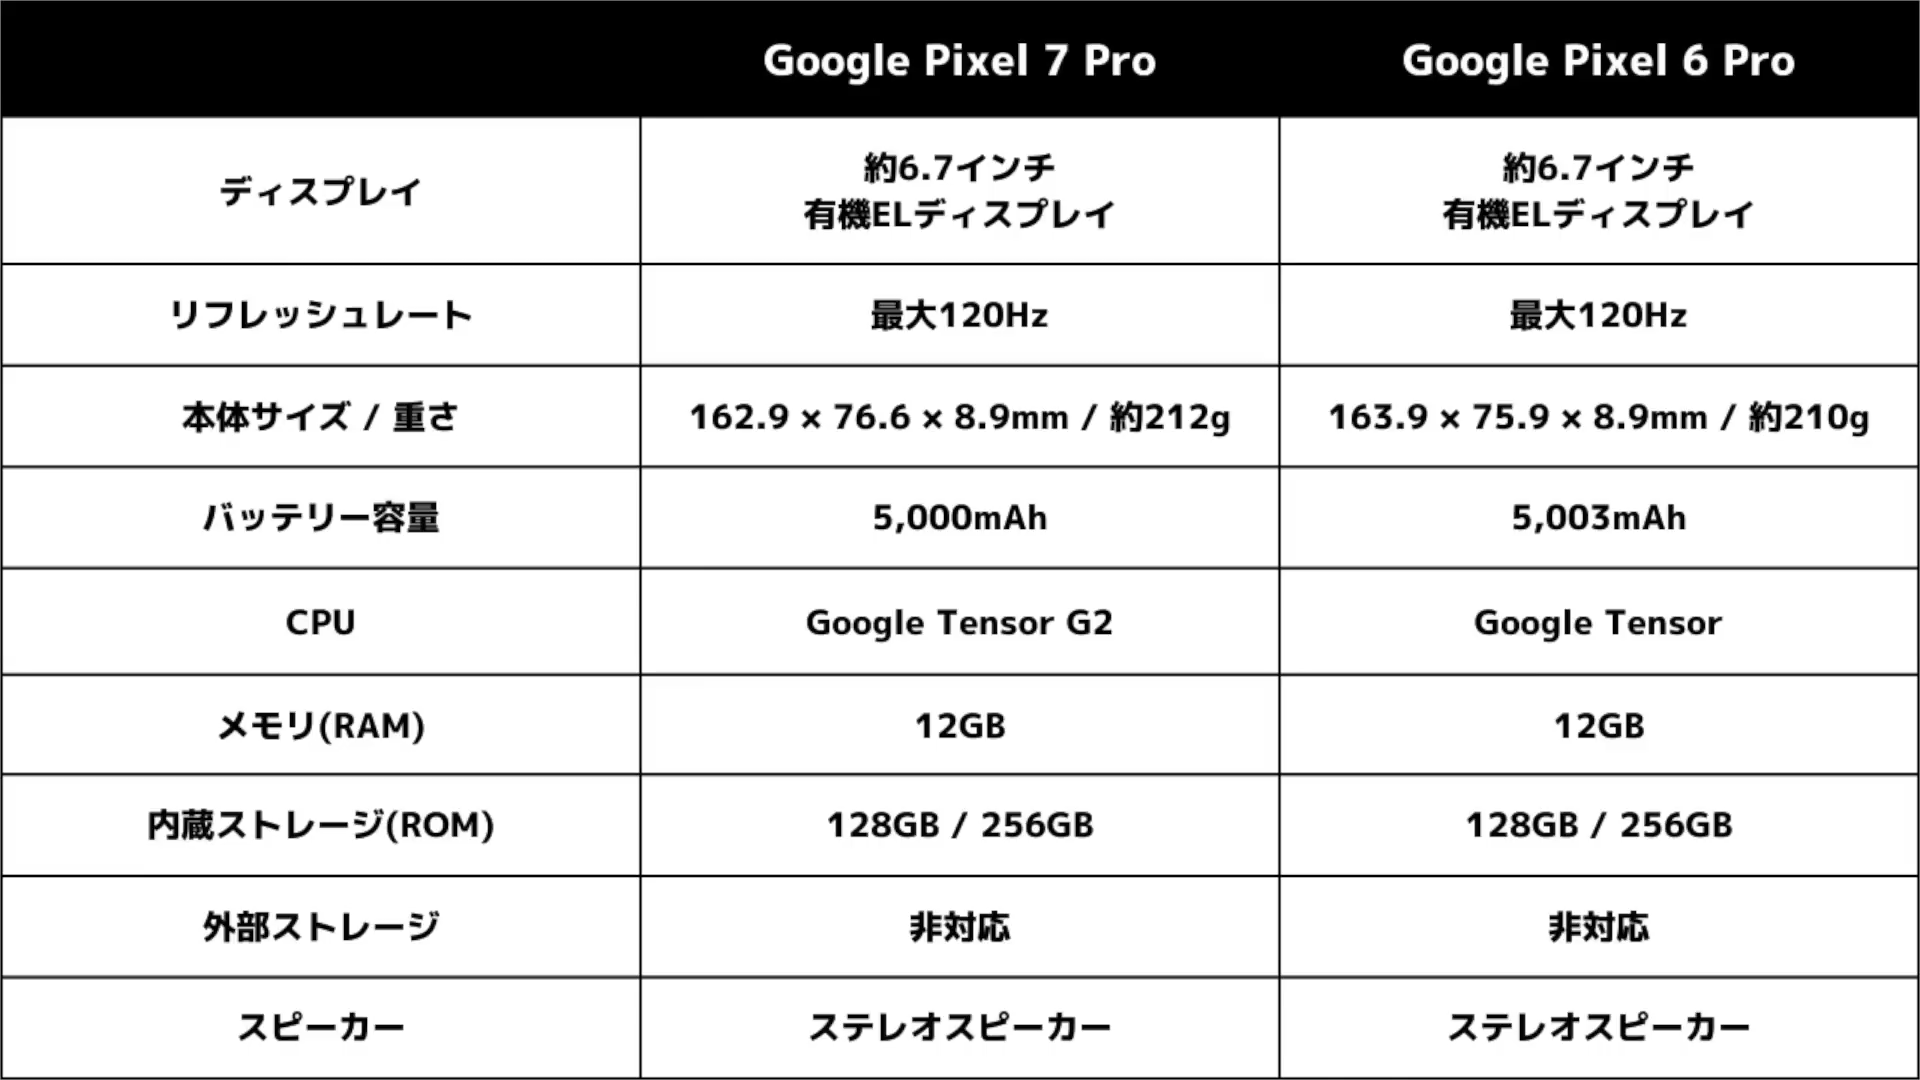 Google Pixel 7 Pro
Google Pixel 6 Pro
ディスプレイ
約6.7インチ
有機ELディスプレイ
約6.7インチ
有機ELディスプレイ
リフレッシュレート
最大120Hz
最大120Hz
本体サイズ / 重さ
162.9 × 76.6 × 8.9mm / 約212g
163.9 × 75.9 × 8.9mm / 約210g
バッテリー容量
5,000mAh
5,003mAh
CPU
Google Tensor G2
Google Tensor
メモリ(RAM)
12GB
12GB
内蔵ストレージ(ROM)
128GB / 256GB
128GB / 256GB
外部ストレージ
非対応
非対応
スピーカー
ステレオスピーカー
ステレオスピーカー